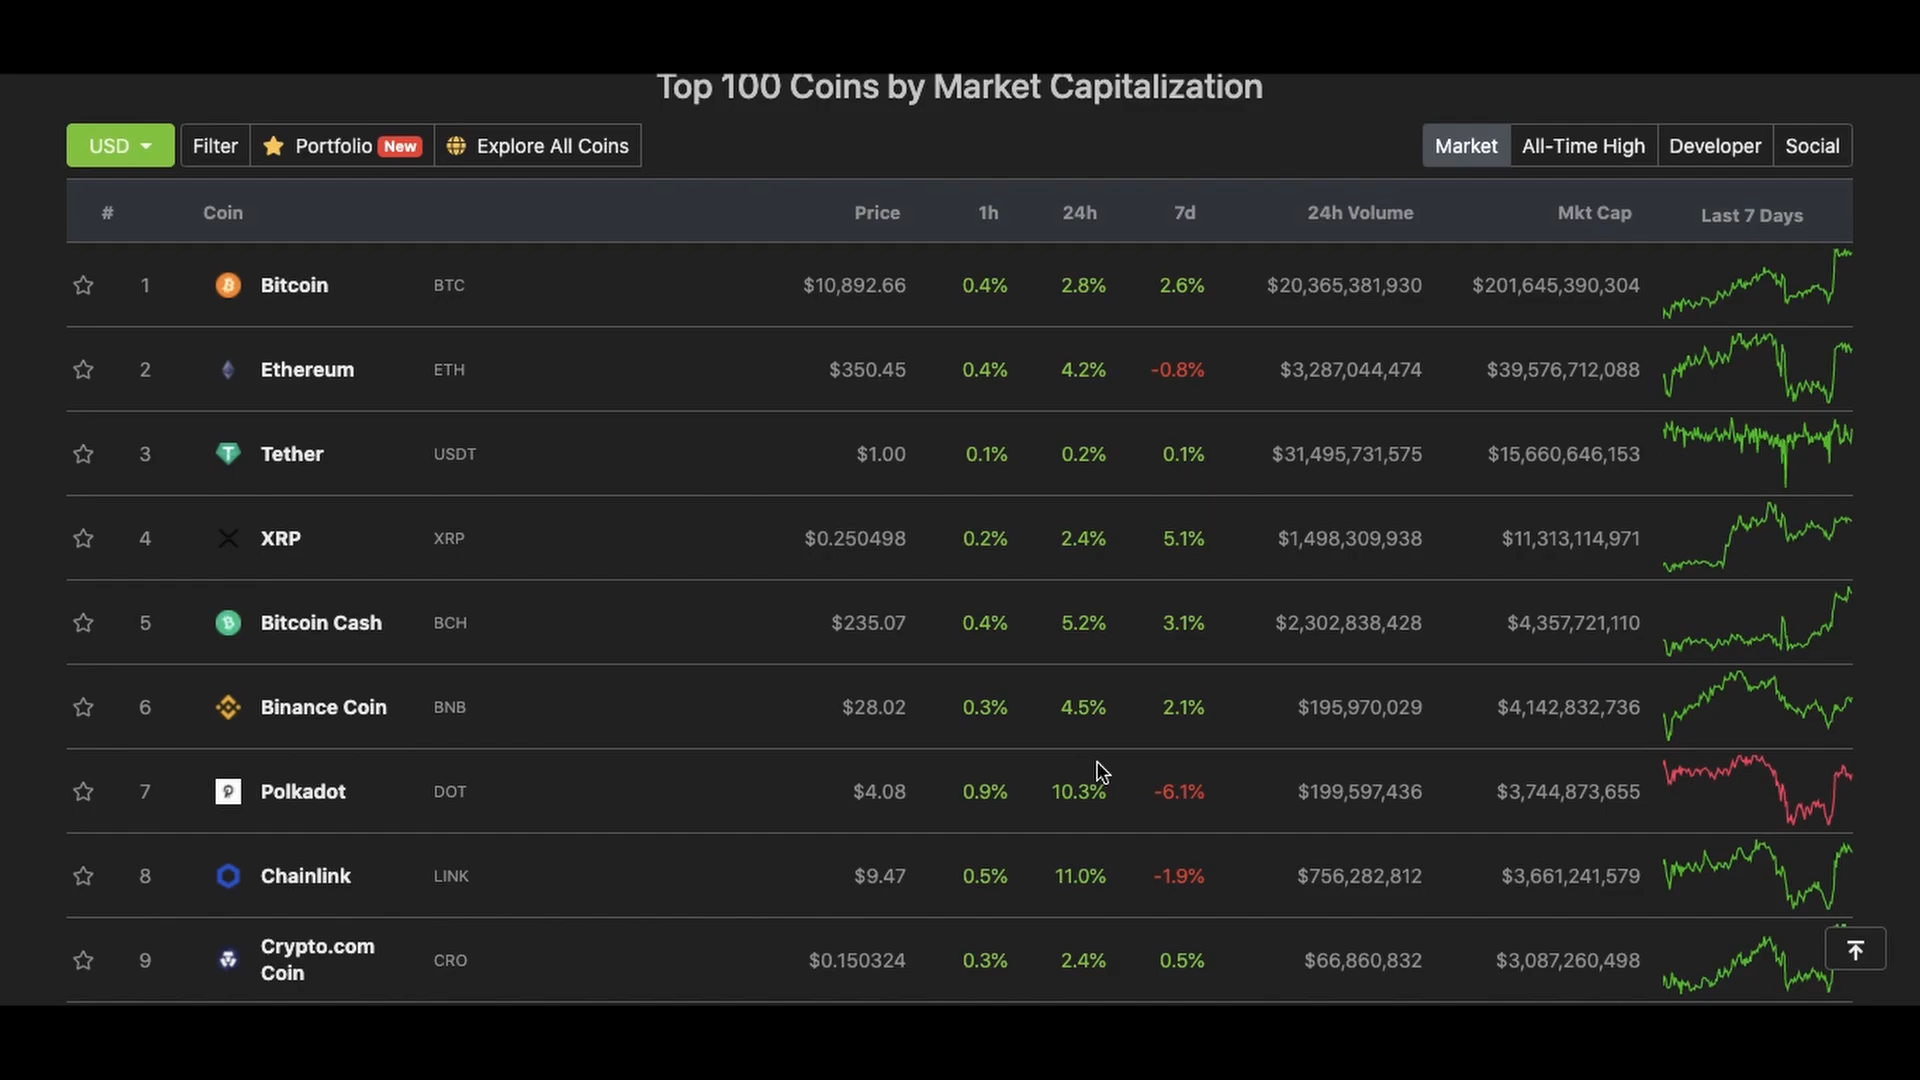 Top 100 Coins by Market Capitalization
USD Filter Portfolio New Explore All Coins Market All-Time High Developer Social
# Coin Price 1h 24h 7d 24h Volume Mkt Cap Last 7 Days
1 Bitcoin BTC $10,892.66 0.4% 2.8% 2.6% $20,365,381,930 $201,645,390,304
2 Ethereum ETH $350.45 0.4% 4.2% -0.8% $3,287,044,474 $39,576,712,088
3 Tether USDT $1.00 0.1% 0.2% 0.1% $31,495,731,575 $15,660,646,153
4 XRP XRP $0.250498 0.2% 2.4% 5.1% $1,498,309,938 $11,313,114,971
5 Bitcoin Cash BCH $235.07 0.4% 5.2% 3.1% $2,302,838,428 $4,357,721,110
6 Binance Coin BNB $28.02 0.3% 4.5% 2.1% $195,970,029 $4,142,832,736
7 Polkadot DOT $4.08 0.9% 10.3% -6.1% $199,597,436 $3,744,873,655
8 Chainlink LINK $9.47 0.5% 11.0% -1.9% $756,282,812 $3,661,241,579
9 Crypto.com Coin CRO $0.150324 0.3% 2.4% 0.5% $66,860,832 $3,087,260,498